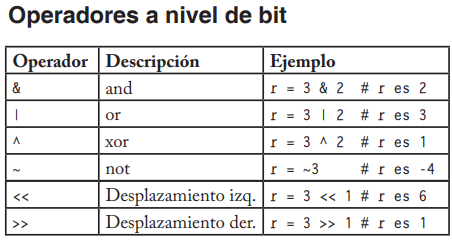 Operadores a nivel de bit
Operador Descripción Ejemplo
& and r = 3 & 2 # r es 2
| or r = 3 | 2 # r es 3
^ xor r = 3 ^ 2 # r es 1
~ not r = ~3 # r es -4
<< Desplazamiento izq. r = 3 << 1 # r es 6
>> Desplazamiento der. r = 3 >> 1 # r es 1